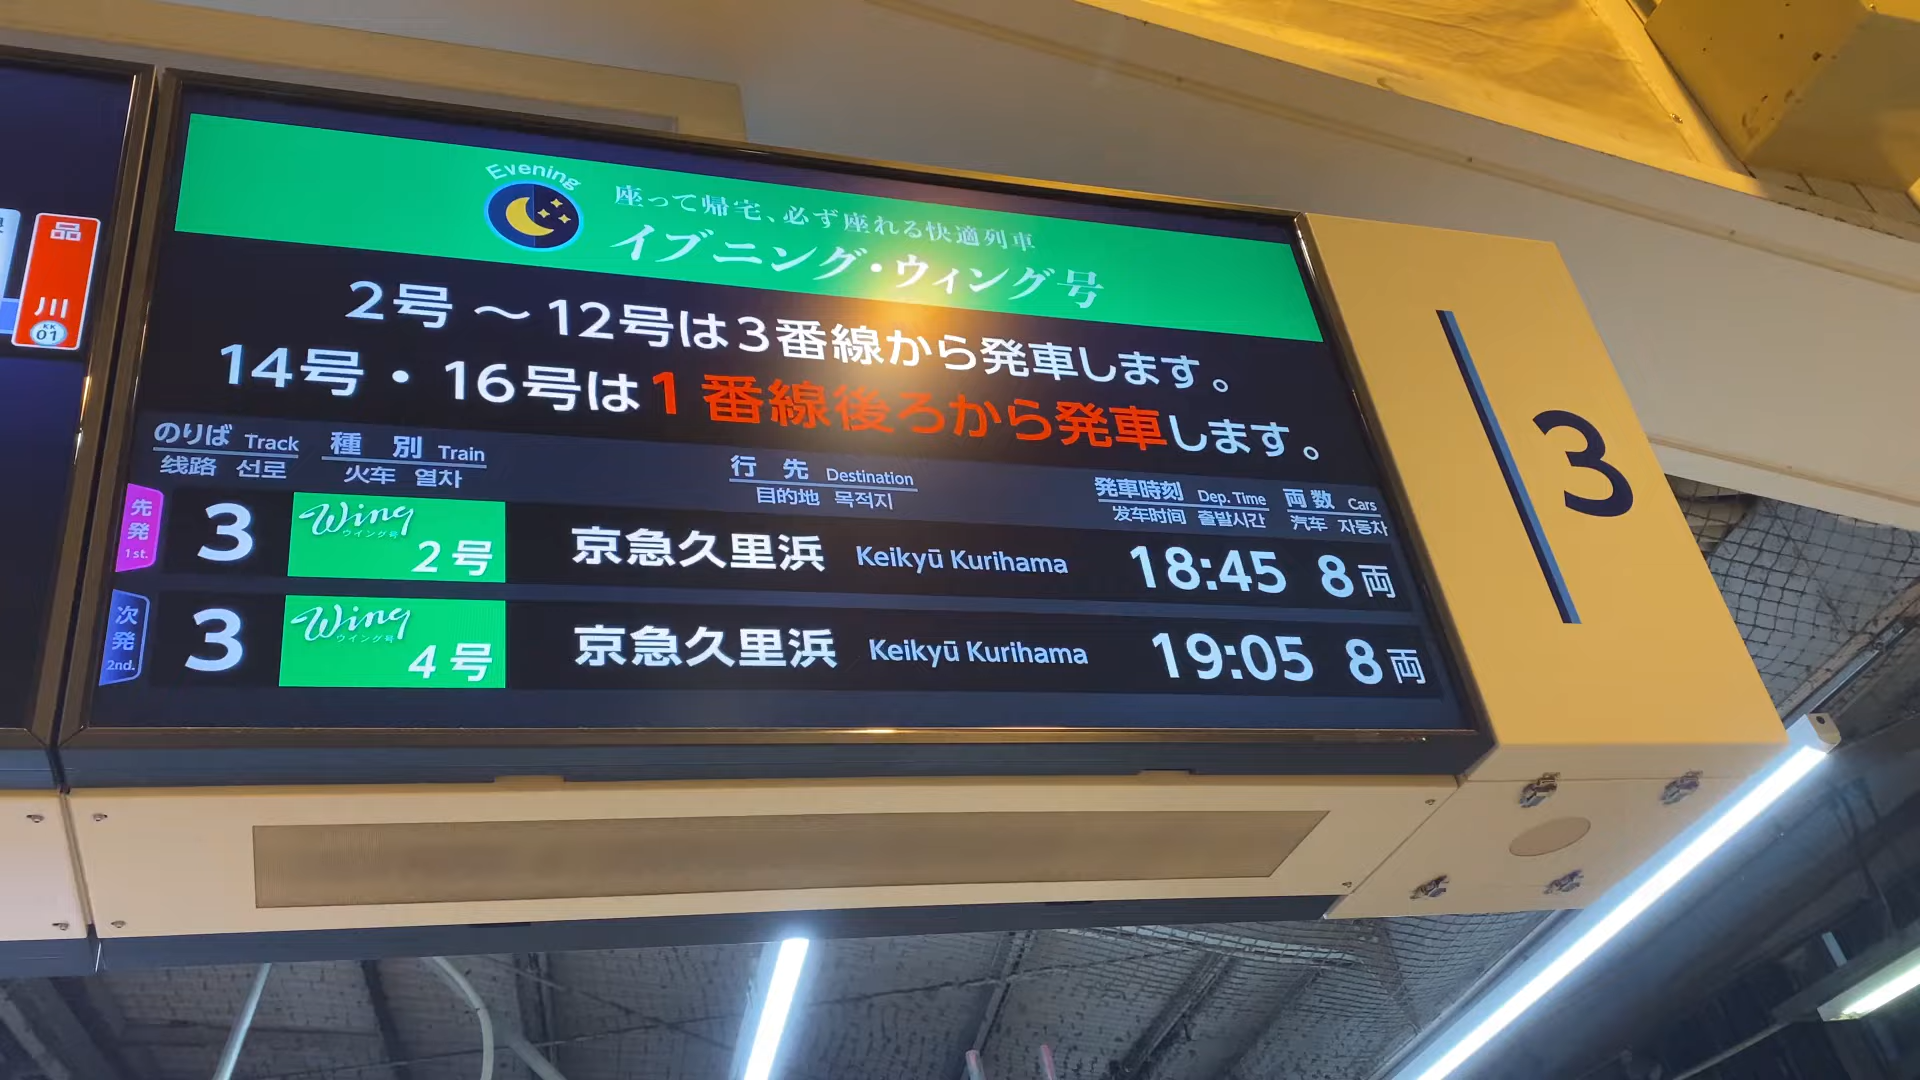 品
川
KK
01
Evening
座って帰宅、必ず座れる快適列車
イブニング・ウィング号
2号 〜 12号は3番線から発車します。
14号・16号は1番線後ろから発車します。
のりば Track 種別 Train 行先 Destination 発車時刻 Dep. Time 両数 Cars
线路 선로 火车 열차 目的地 목적지 发车时间 출발시간 汽车 자동차
先発 1st. 3 Wing ウイング号 2号 京急久里浜 Keikyū Kurihama 18:45 8両
次発 2nd. 3 Wing ウイング号 4号 京急久里浜 Keikyū Kurihama 19:05 8両
3